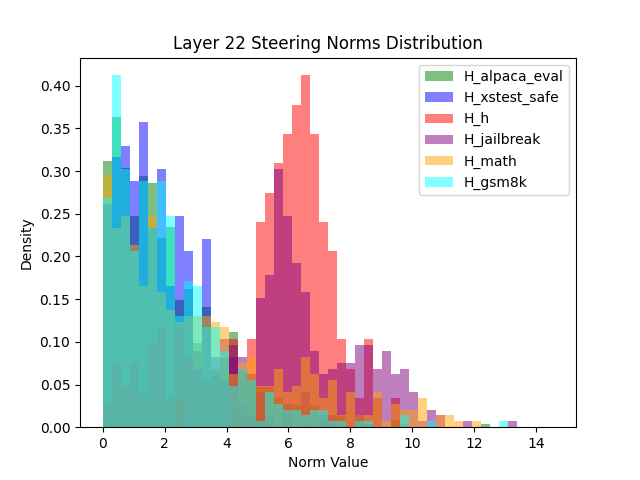 Layer 22 Steering Norms Distribution
H_alpaca_eval
H_xstest_safe
H_h
H_jailbreak
H_math
H_gsm8k
Density
0.40
0.35
0.30
0.25
0.20
0.15
0.10
0.05
0.00
0 2 4 6 8 10 12 14
Norm Value